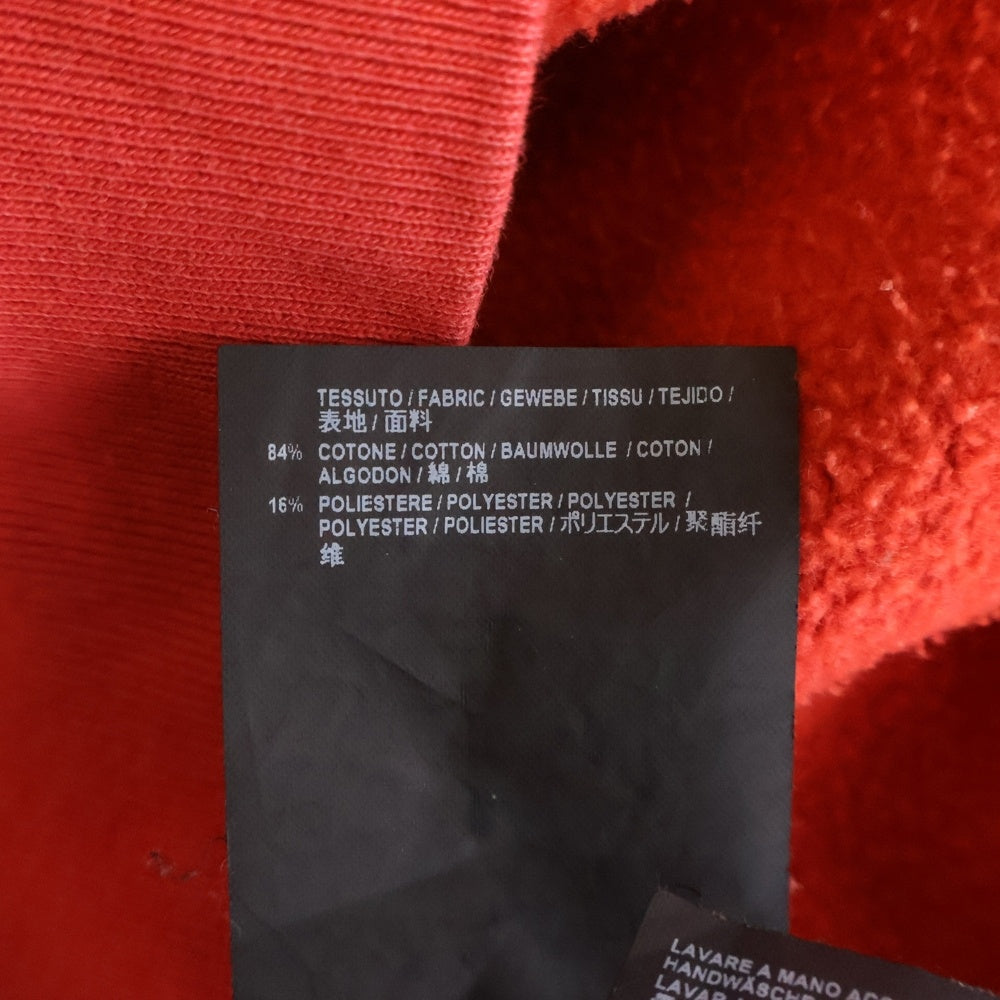 TESSUTO / FABRIC / GEWEBE / TISSU / TEJIDO /
表地 / 面料
84% COTONE / COTTON / BAUMWOLLE / COTON /
ALGODON / 綿 / 棉
16% POLIESTERE / POLYESTER / POLYESTER /
POLYESTER / POLIESTER / ポリエステル / 聚酯纤
维
LAVARE A MANO
HANDWÄSCHE
LAVAR